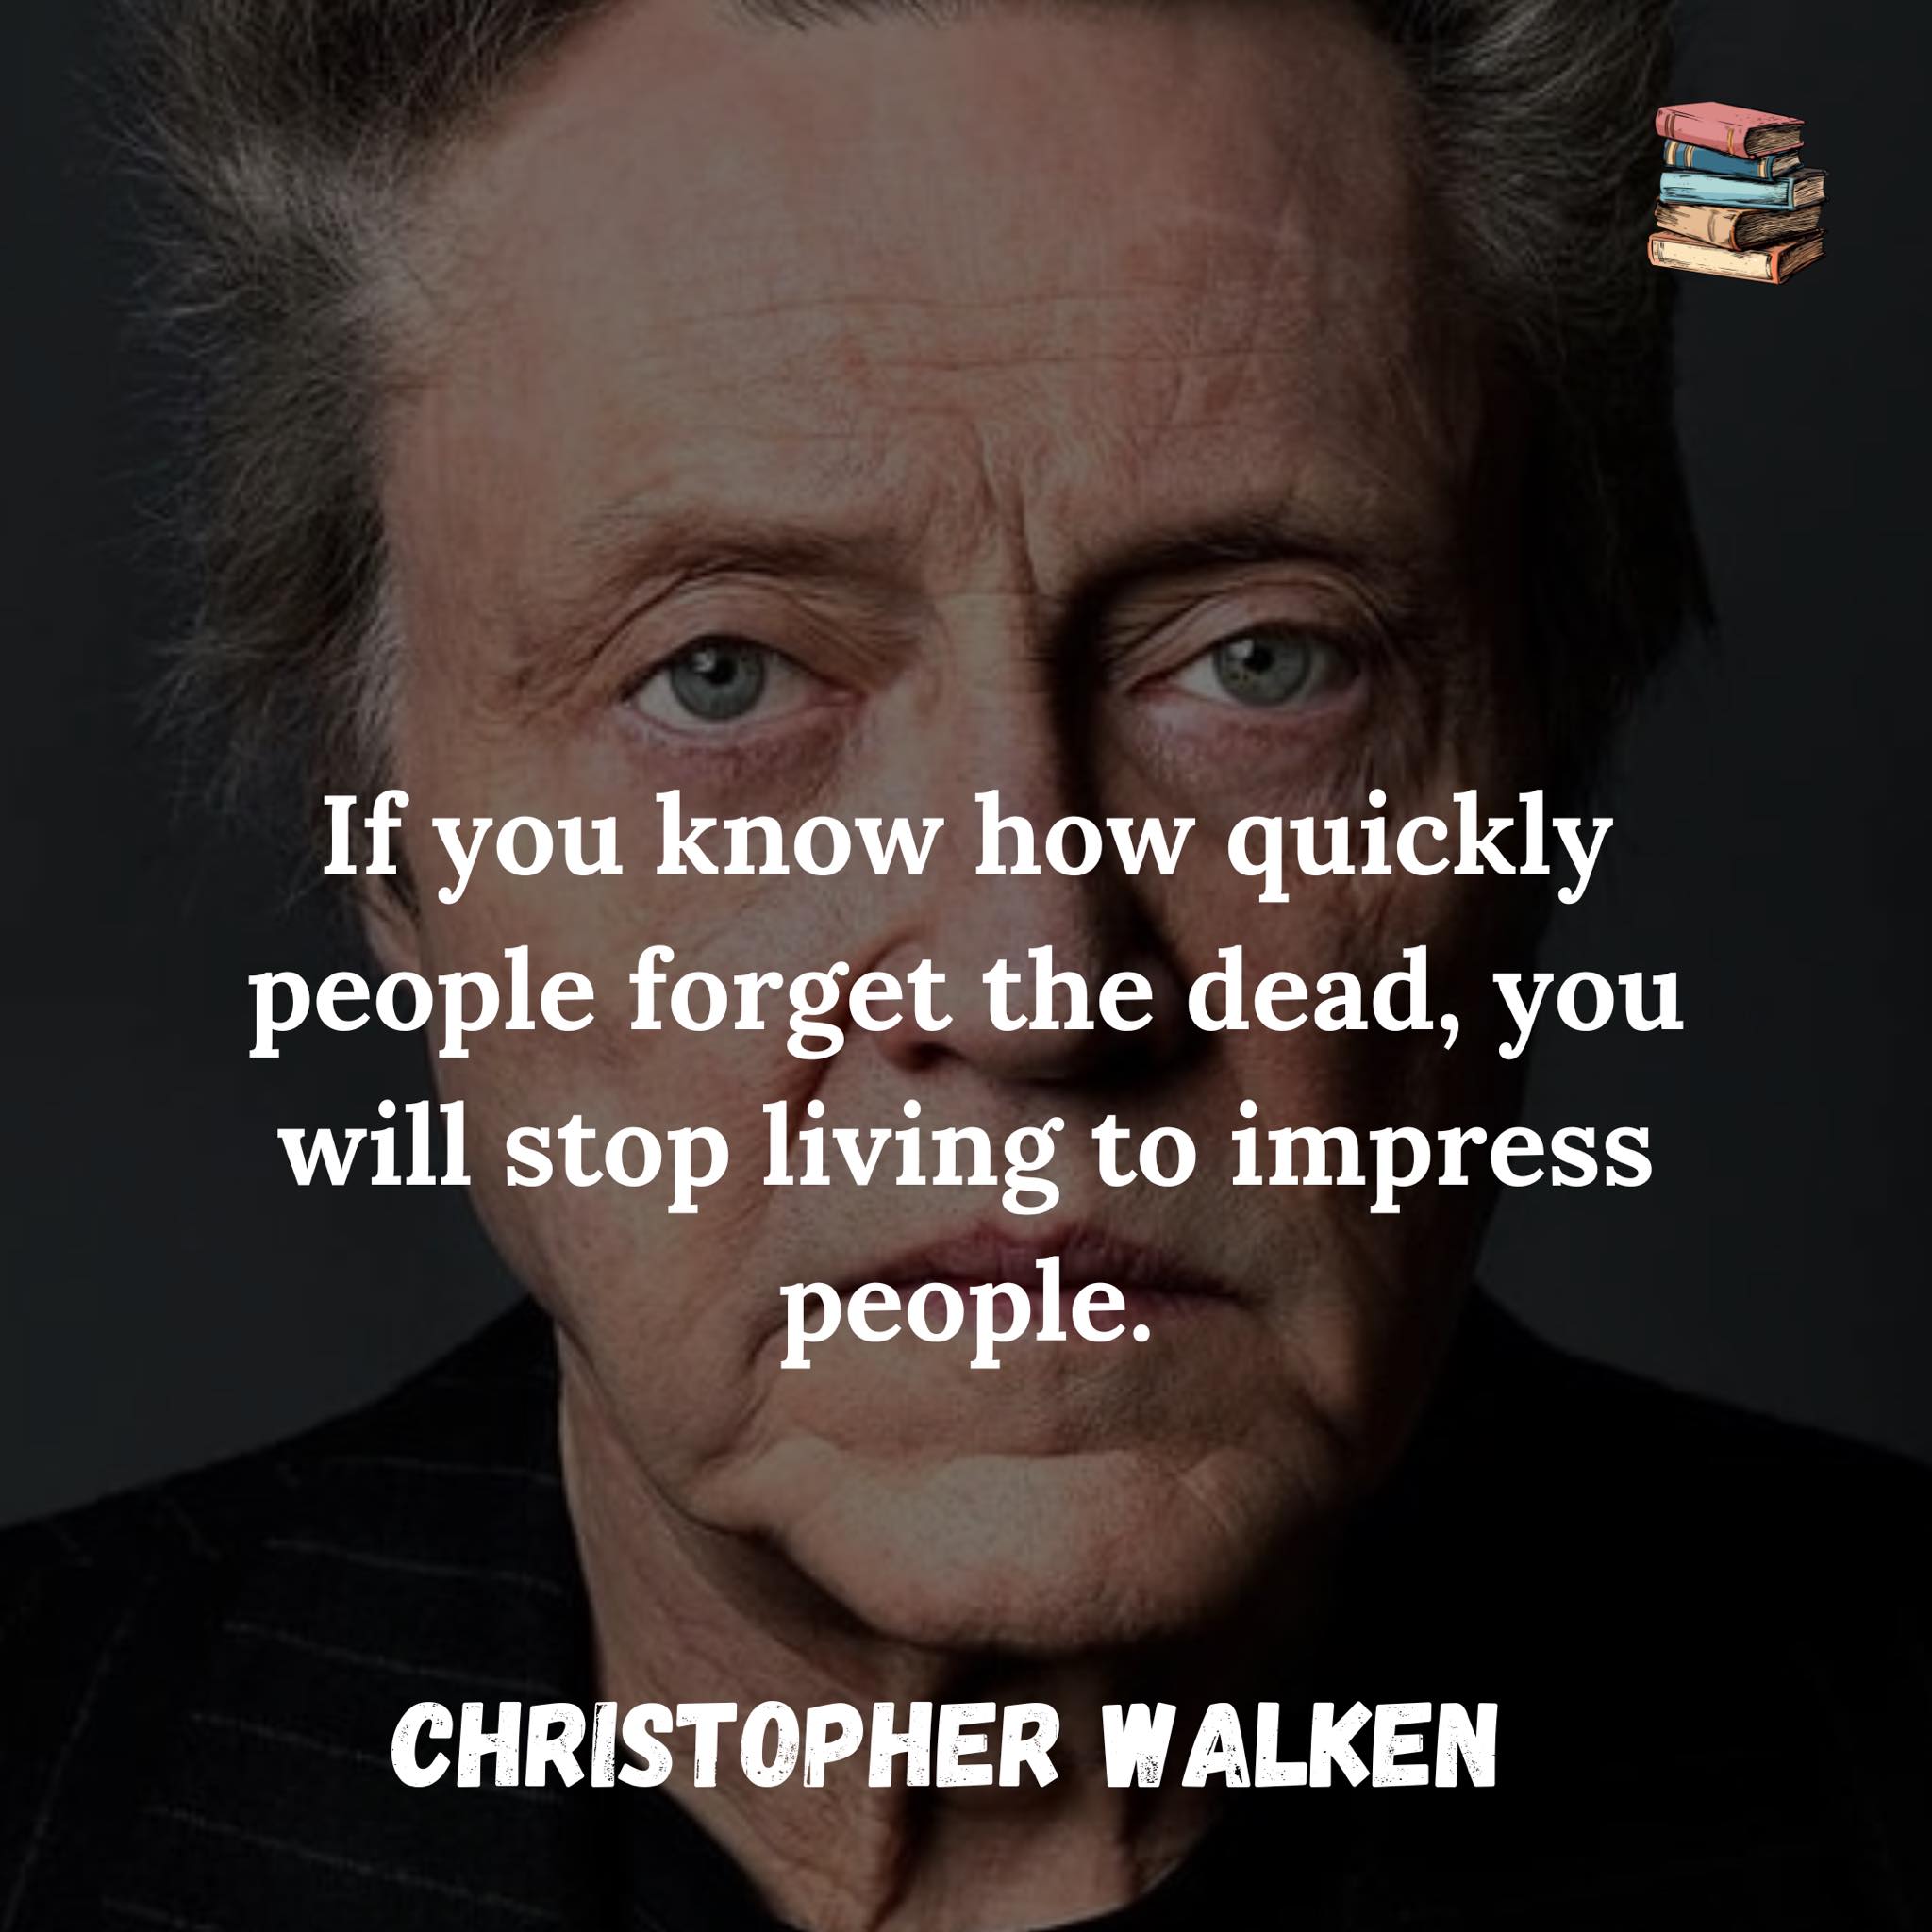 If you know how quickly
people forget the dead, you
will stop living to impress
people.
CHRISTOPHER WALKEN